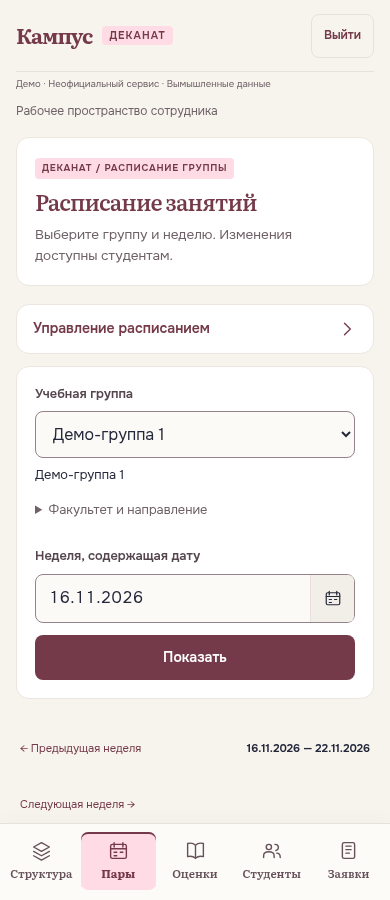 Кампус ДЕКАНАТ Выйти
Демо · Неофициальный сервис · Вымышленные данные
Рабочее пространство сотрудника
ДЕКАНАТ / РАСПИСАНИЕ ГРУППЫ
Расписание занятий
Выберите группу и неделю. Изменения
доступны студентам.
Управление расписанием
Учебная группа
Демо-группа 1
Демо-группа 1
Факультет и направление
Неделя, содержащая дату
16.11.2026
Показать
← Предыдущая неделя 16.11.2026 — 22.11.2026
Следующая неделя →
Структура Пары Оценки Студенты Заявки